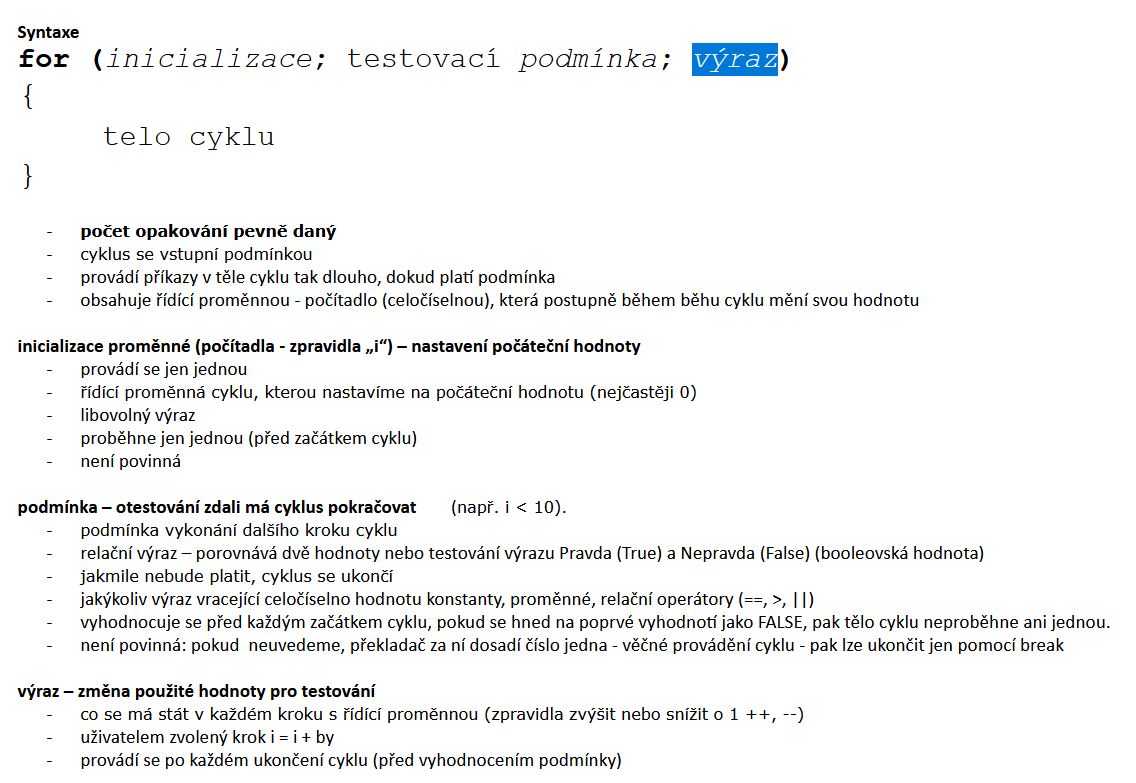 Syntaxe
for (inicializace; testovací podmínka; výraz)
{
telo cyklu
}
- počet opakování pevně daný
- cyklus se vstupní podmínkou
- provádí příkazy v těle cyklu tak dlouho, dokud platí podmínka
- obsahuje řídící proměnnou - počítadlo (celočíselnou), která postupně během běhu cyklu mění svou hodnotu
inicializace proměnné (počítadla - zpravidla „i“) – nastavení počáteční hodnoty
- provádí se jen jednou
- řídící proměnná cyklu, kterou nastavíme na počáteční hodnotu (nejčastěji 0)
- libovolný výraz
- proběhne jen jednou (před začátkem cyklu)
- není povinná
podmínka – otestování zdali má cyklus pokračovat (např. i < 10).
- podmínka vykonání dalšího kroku cyklu
- relační výraz – porovnává dvě hodnoty nebo testování výrazu Pravda (True) a Nepravda (False) (booleovská hodnota)
- jakmile nebude platit, cyklus se ukončí
- jakýkoliv výraz vracející celočíselno hodnotu konstanty, proměnné, relační operátory (==, >, ||)
- vyhodnocuje se před každým začátkem cyklu, pokud se hned na poprvé vyhodnotí jako FALSE, pak tělo cyklu neproběhne ani jednou.
- není povinná: pokud neuvedeme, překladač za ní dosadí číslo jedna - věčné provádění cyklu - pak lze ukončit jen pomocí break
výraz – změna použité hodnoty pro testování
- co se má stát v každém kroku s řídící proměnnou (zpravidla zvýšit nebo snížit o 1 ++, --)
- uživatelem zvolený krok i = i + by
- provádí se po každém ukončení cyklu (před vyhodnocením podmínky)